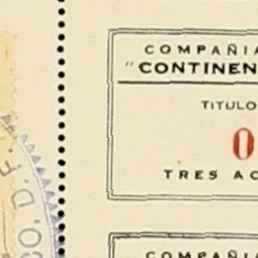 COMPAÑIA
"CONTINEN
TITULO
0
TRES AC
COMPAÑIA
CO, D. F.